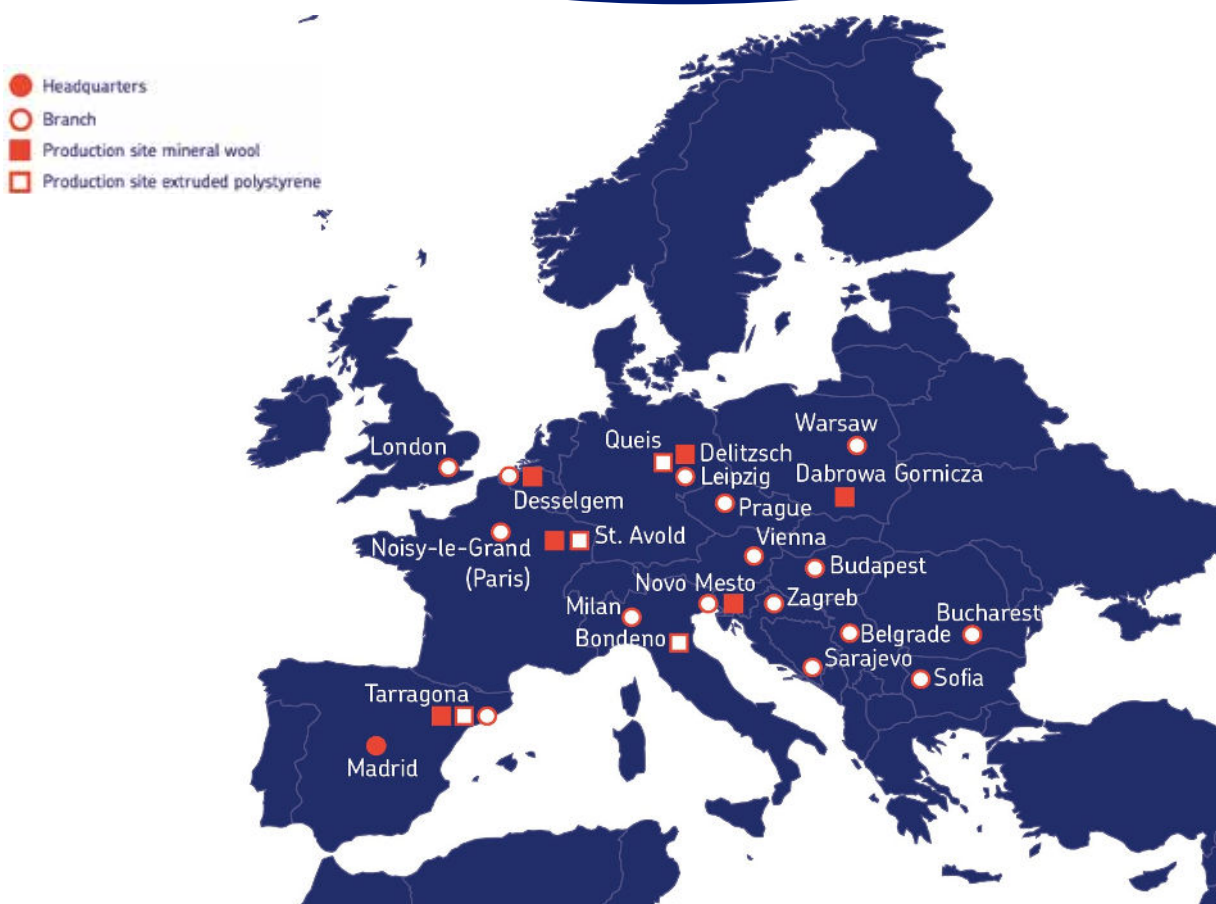 Headquarters
Branch
Production site mineral wool
Production site extruded polystyrene
Warsaw
London
Queis
Delitzsch
Leipzig
Dabrowa Gornicza
Desselgem
Prague
St. Avold
Vienna
Noisy-le-Grand
(Paris)
Budapest
Novo Mesto
Milan
Zagreb
Bucharest
Bondeno
Belgrade
Sarajevo
Sofia
Tarragona
Madrid